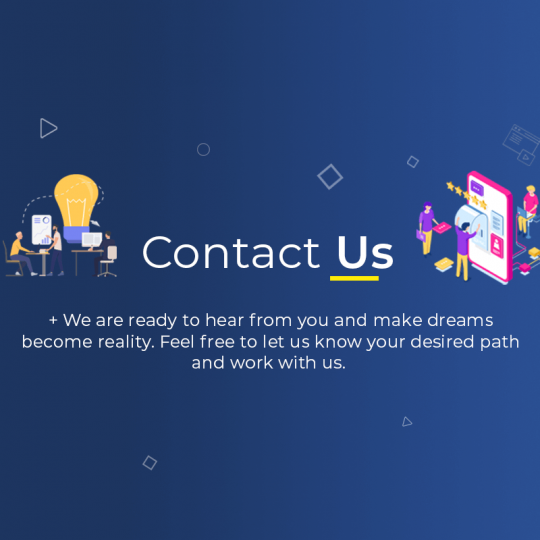 Contact Us
+ We are ready to hear from you and make dreams
become reality. Feel free to let us know your desired path
and work with us.